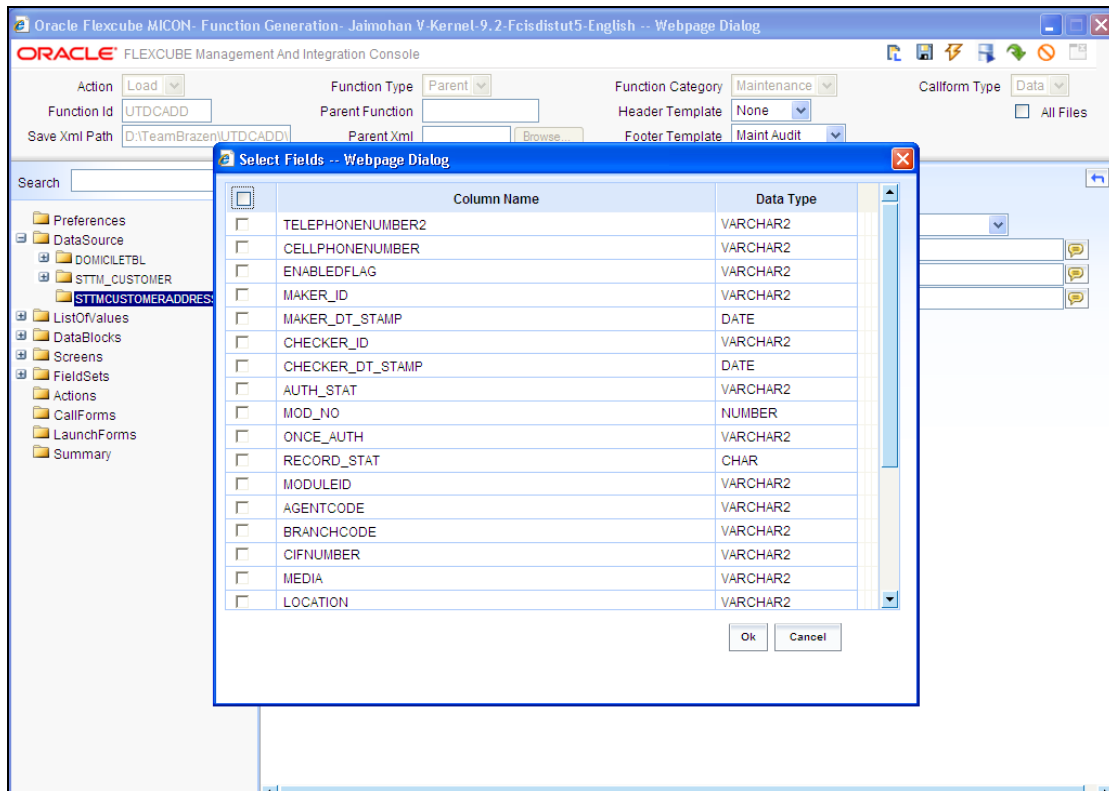 Oracle Flexcube MICON- Function Generation- Jaimohan V-Kernel-9.2-Fcisdistut5-English -- Webpage Dialog
ORACLE FLEXCUBE Management And Integration Console
Action Load Function Type Parent Function Category Maintenance Callform Type Data
Function Id UTDCADD Parent Function Header Template None All Files
Save Xml Path D:\TeamBrazen\UTDCADD\ Parent Xml Browse... Footer Template Maint Audit
Select Fields -- Webpage Dialog
Search
Preferences
DataSource
DOMICILETBL
STTM_CUSTOMER
STTMCUSTOMERADDRESS
ListOfValues
DataBlocks
Screens
FieldSets
Actions
CallForms
LaunchForms
Summary
Column Name Data Type
TELEPHONENUMBER2 VARCHAR2
CELLPHONENUMBER VARCHAR2
ENABLEDFLAG VARCHAR2
MAKER_ID VARCHAR2
MAKER_DT_STAMP DATE
CHECKER_ID VARCHAR2
CHECKER_DT_STAMP DATE
AUTH_STAT VARCHAR2
MOD_NO NUMBER
ONCE_AUTH VARCHAR2
RECORD_STAT CHAR
MODULEID VARCHAR2
AGENTCODE VARCHAR2
BRANCHCODE VARCHAR2
CIFNUMBER VARCHAR2
MEDIA VARCHAR2
LOCATION VARCHAR2
Ok Cancel